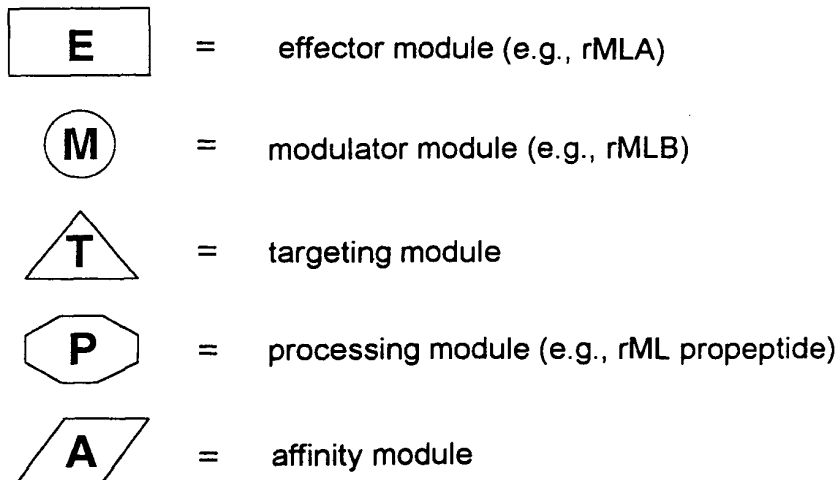 E = effector module (e.g., rMLA)
M = modulator module (e.g., rMLB)
T = targeting module
P = processing module (e.g., rML propeptide)
A = affinity module